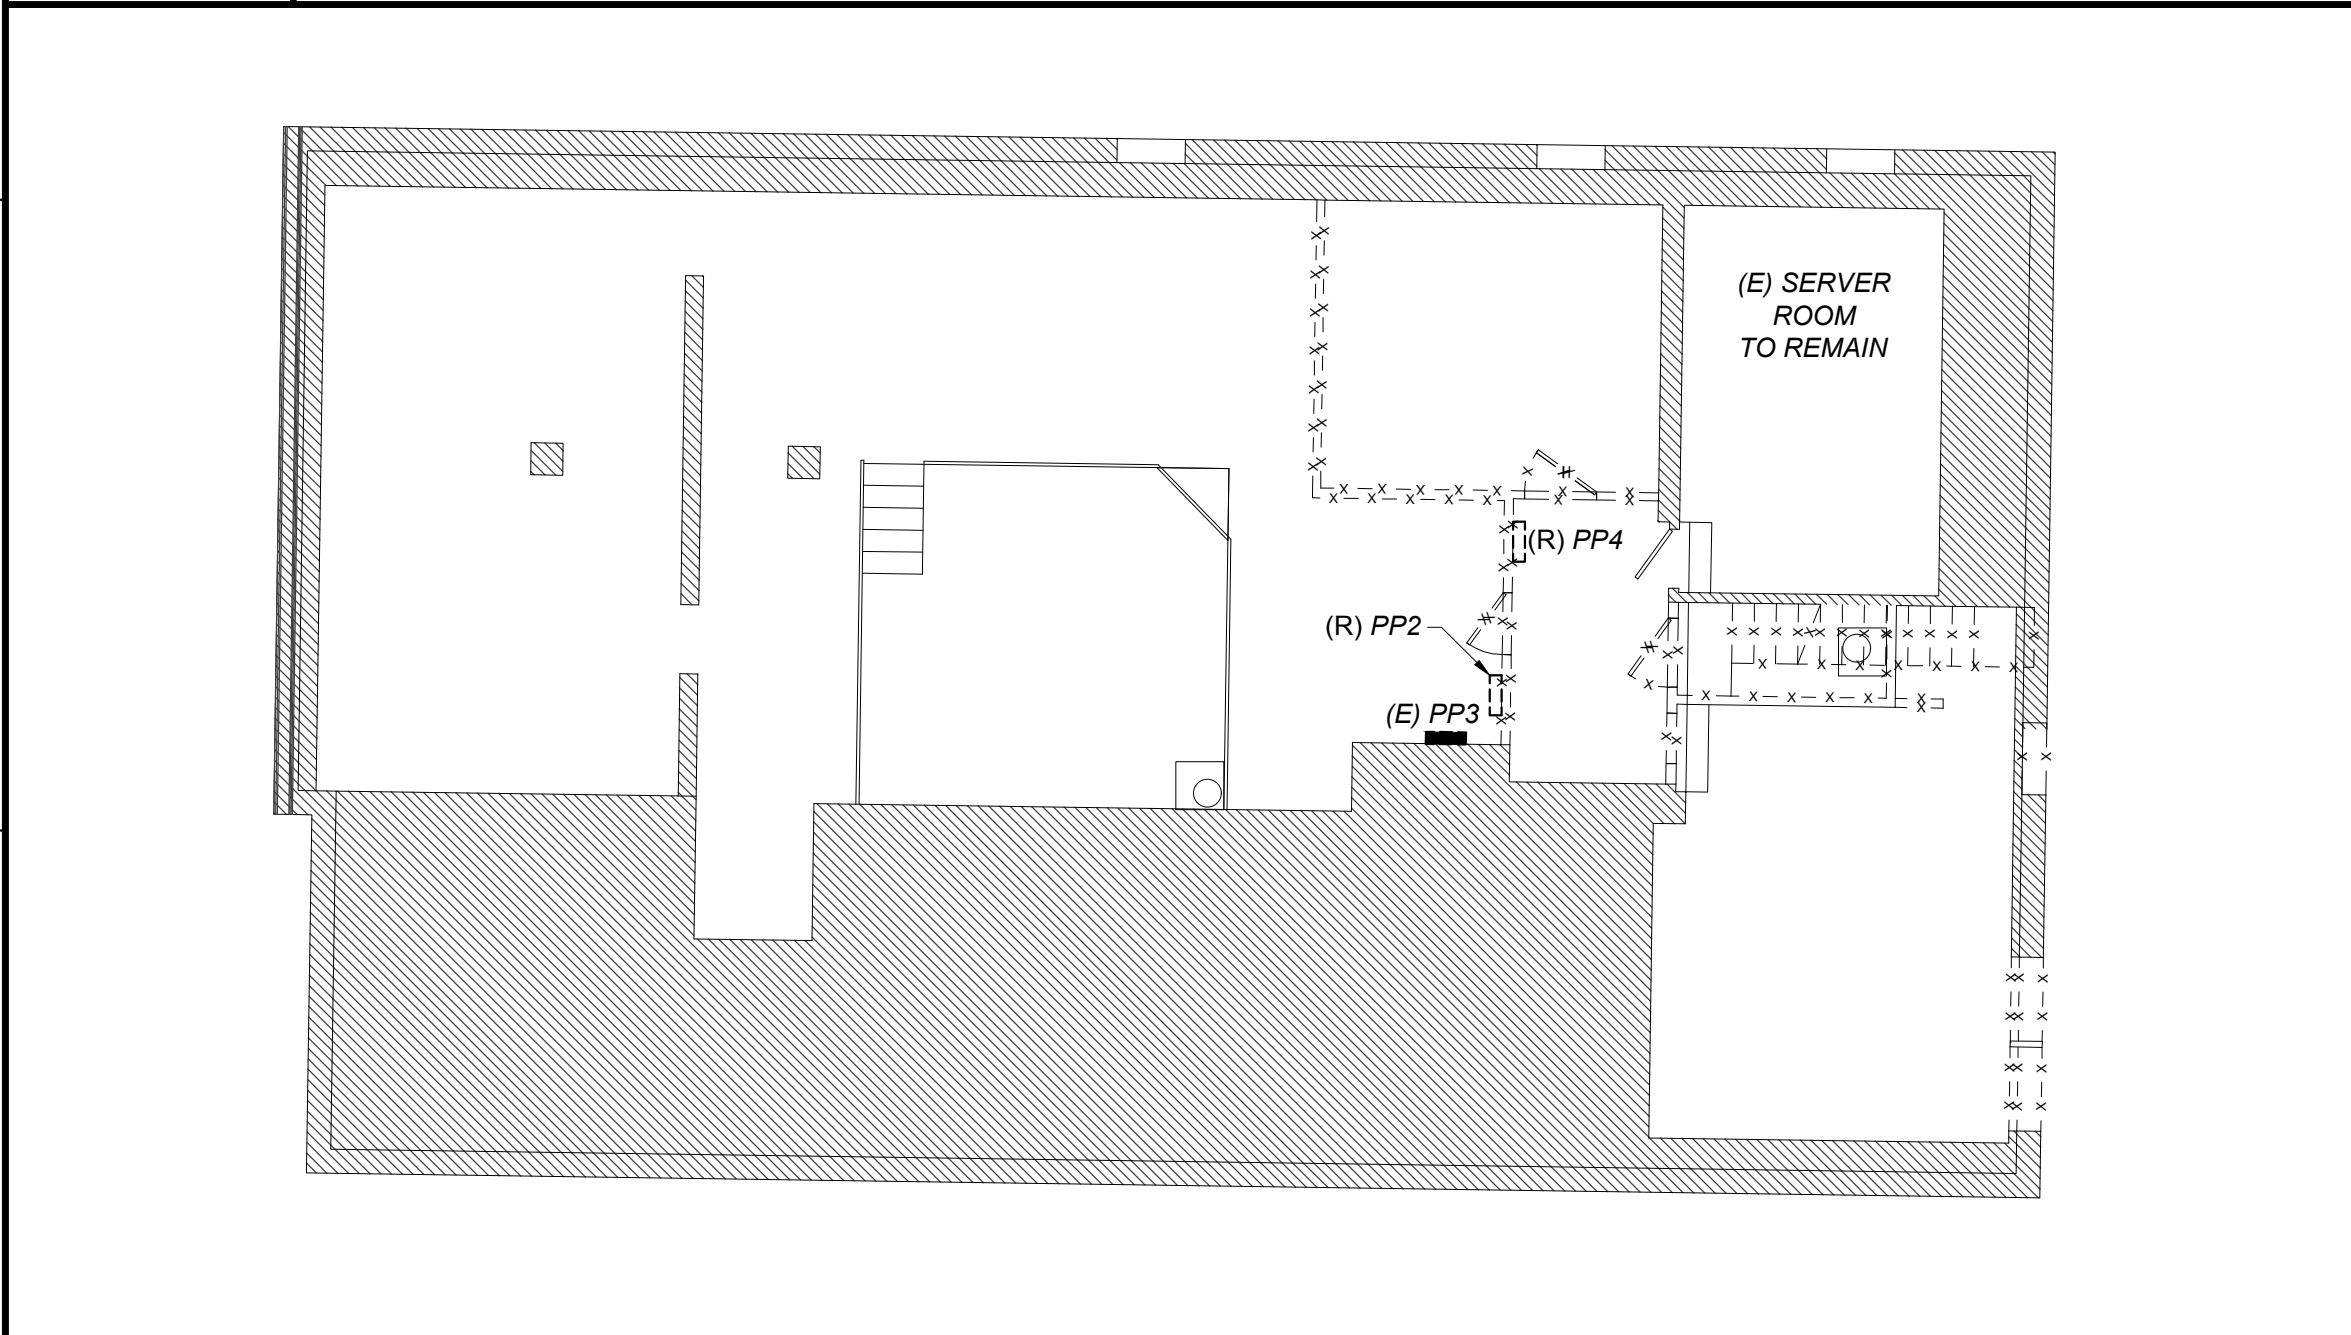 (E) SERVER
ROOM
TO REMAIN
(R) PP4
(R) PP2
(E) PP3